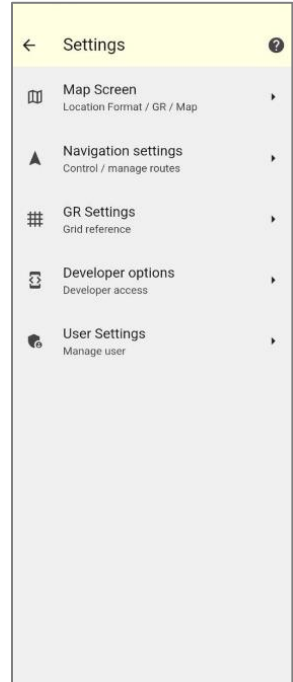 Settings
Map Screen
Location Format / GR / Map
Navigation settings
Control / manage routes
GR Settings
Grid reference
Developer options
Developer access
User Settings
Manage user